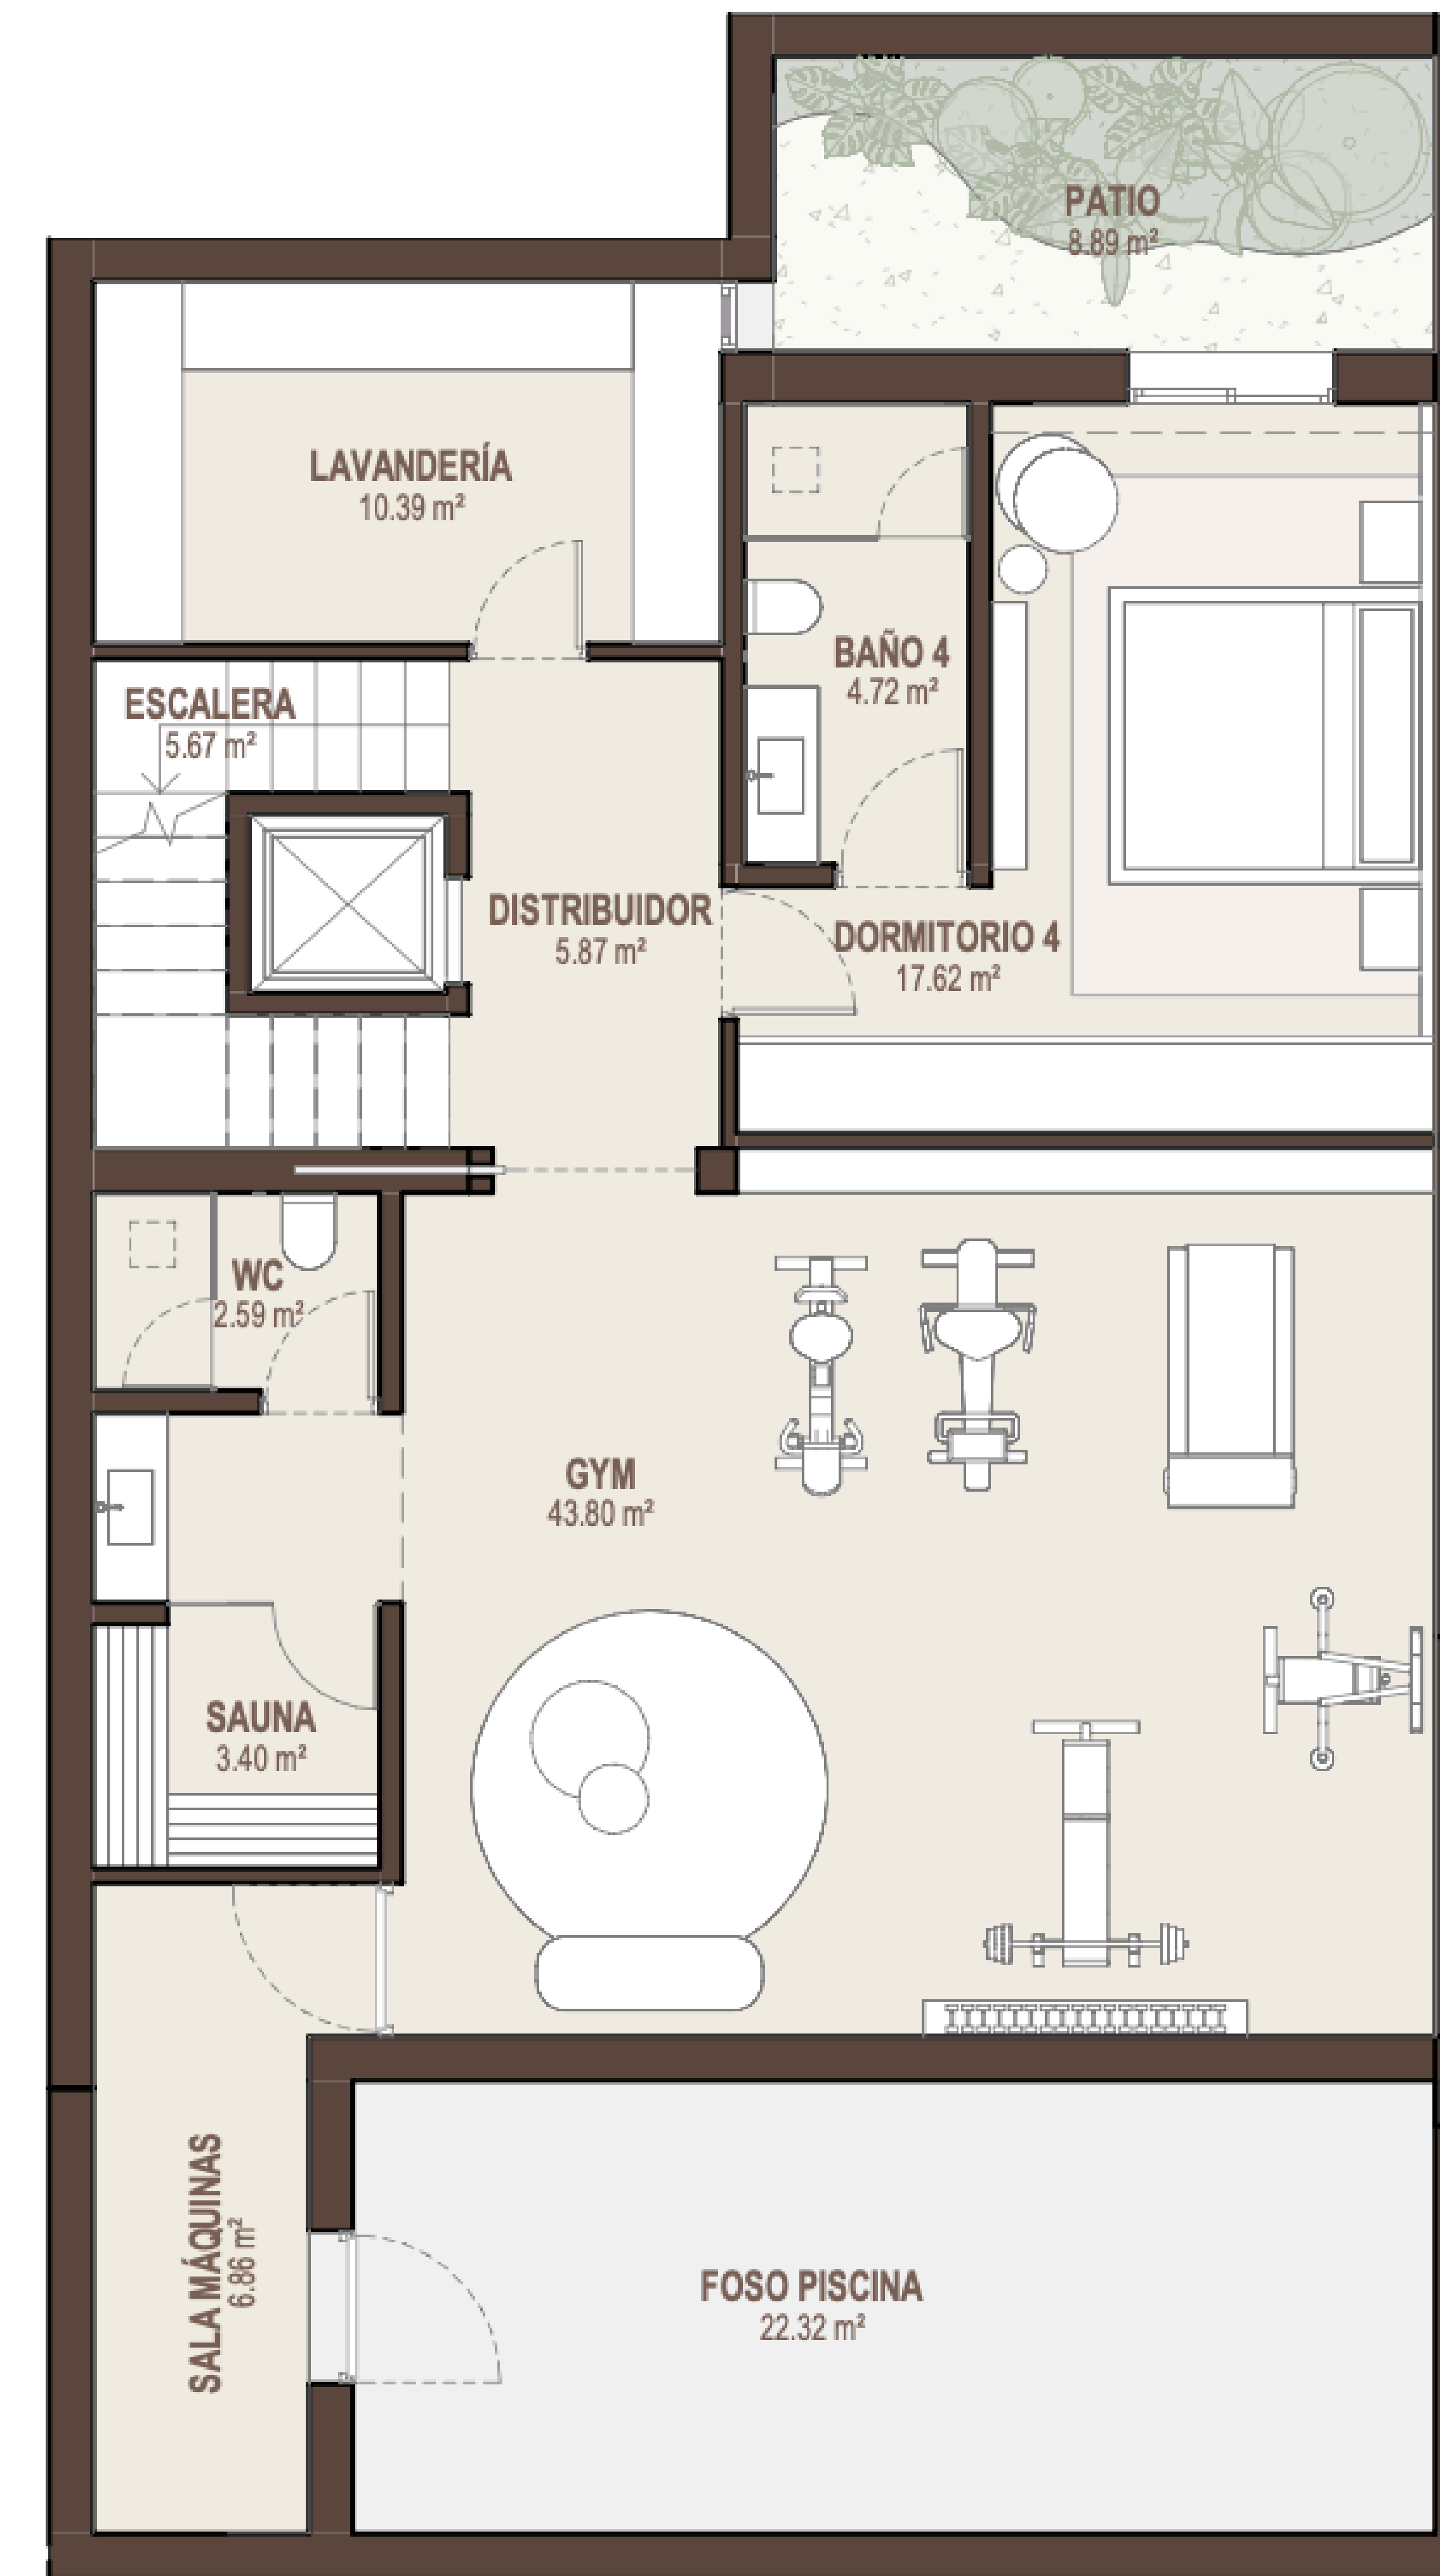 PATIO
8.89 m²
LAVANDERÍA
10.39 m²
BAÑO 4
4.72 m²
ESCALERA
5.67 m²
DISTRIBUIDOR
5.87 m²
DORMITORIO 4
17.62 m²
WC
2.59 m²
GYM
43.80 m²
SAUNA
3.40 m²
SALA MÁQUINAS
6.86 m²
FOSO PISCINA
22.32 m²